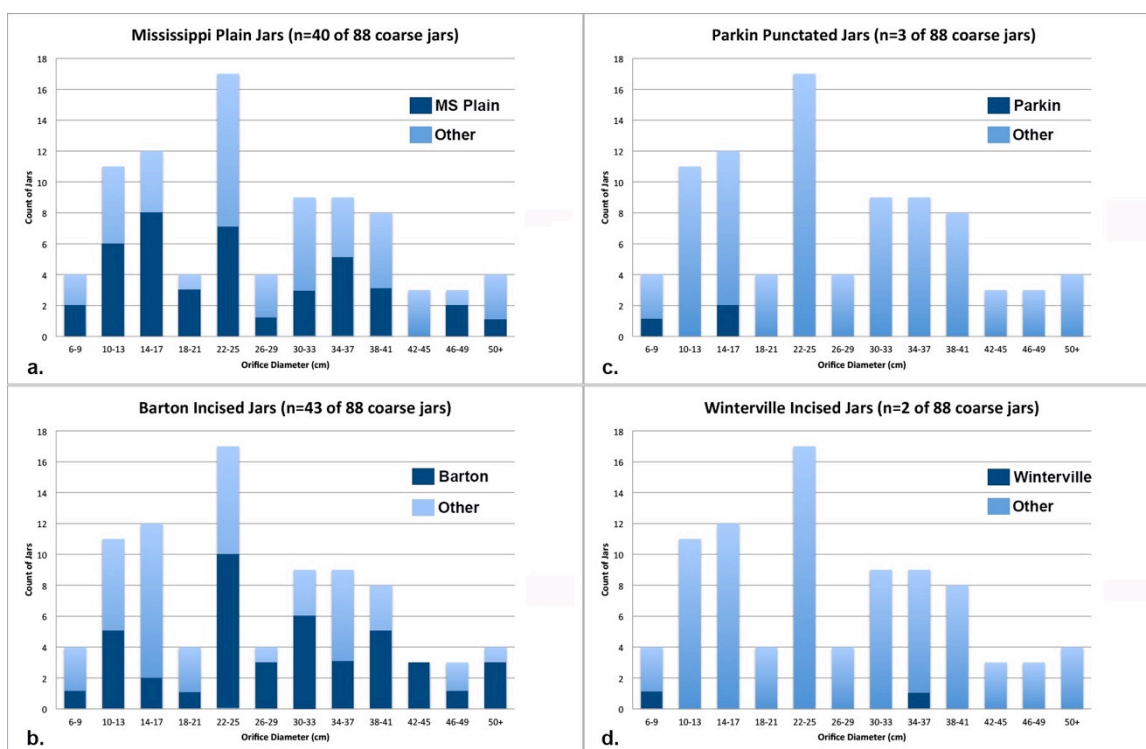 Mississippi Plain Jars (n=40 of 88 coarse jars)
18
16
14
12
10
8
6
4
2
0
Count of Jars
MS Plain
Other
6-9 10-13 14-17 18-21 22-25 26-29 30-33 34-37 38-41 42-45 46-49 50+
Orifice Diameter (cm)
a.
Barton Incised Jars (n=43 of 88 coarse jars)
18
16
14
12
10
8
6
4
2
0
Count of Jars
Barton
Other
6-9 10-13 14-17 18-21 22-25 26-29 30-33 34-37 38-41 42-45 46-49 50+
Orifice Diameter (cm)
b.
Parkin Punctated Jars (n=3 of 88 coarse jars)
18
16
14
12
10
8
6
4
2
0
Count of Jars
Parkin
Other
6-9 10-13 14-17 18-21 22-25 26-29 30-33 34-37 38-41 42-45 46-49 50+
Orifice Diameter (cm)
c.
Winterville Incised Jars (n=2 of 88 coarse jars)
18
16
14
12
10
8
6
4
2
0
Count of Jars
Winterville
Other
6-9 10-13 14-17 18-21 22-25 26-29 30-33 34-37 38-41 42-45 46-49 50+
Orifice Diameter (cm)
d.